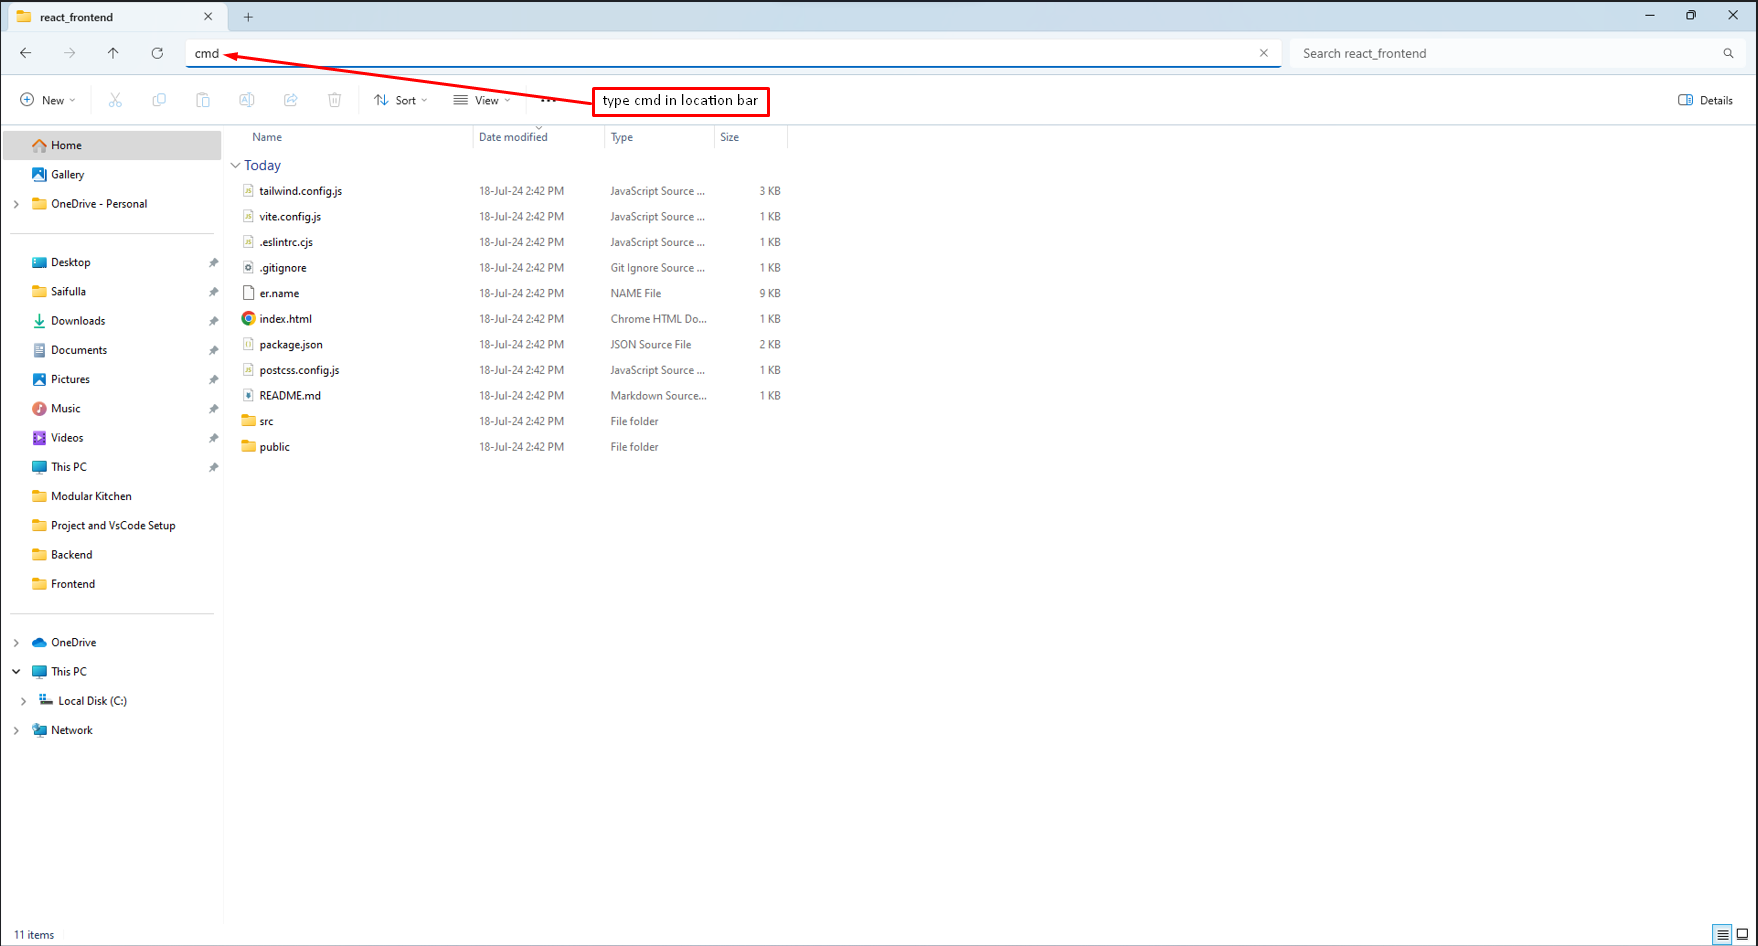 react_frontend
cmd
Search react_frontend
New
Sort
View
type cmd in location bar
Details
Home
Gallery
OneDrive - Personal
Desktop
Saifulla
Downloads
Documents
Pictures
Music
Videos
This PC
Modular Kitchen
Project and VsCode Setup
Backend
Frontend
OneDrive
This PC
Local Disk (C:)
Network
Name Date modified Type Size
Today
tailwind.config.js 18-Jul-24 2:42 PM JavaScript Source ... 3 KB
vite.config.js 18-Jul-24 2:42 PM JavaScript Source ... 1 KB
.eslintrc.cjs 18-Jul-24 2:42 PM JavaScript Source ... 1 KB
.gitignore 18-Jul-24 2:42 PM Git Ignore Source ... 1 KB
er.name 18-Jul-24 2:42 PM NAME File 9 KB
index.html 18-Jul-24 2:42 PM Chrome HTML Do... 1 KB
package.json 18-Jul-24 2:42 PM JSON Source File 2 KB
postcss.config.js 18-Jul-24 2:42 PM JavaScript Source ... 1 KB
README.md 18-Jul-24 2:42 PM Markdown Source... 1 KB
src 18-Jul-24 2:42 PM File folder
public 18-Jul-24 2:42 PM File folder
11 items